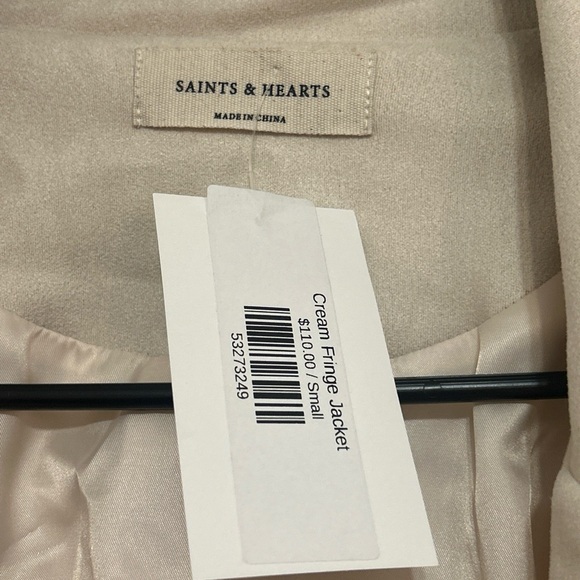 SAINTS & HEARTS
MADE IN CHINA
Cream Fringe Jacket
$110.00 / Small
53273249